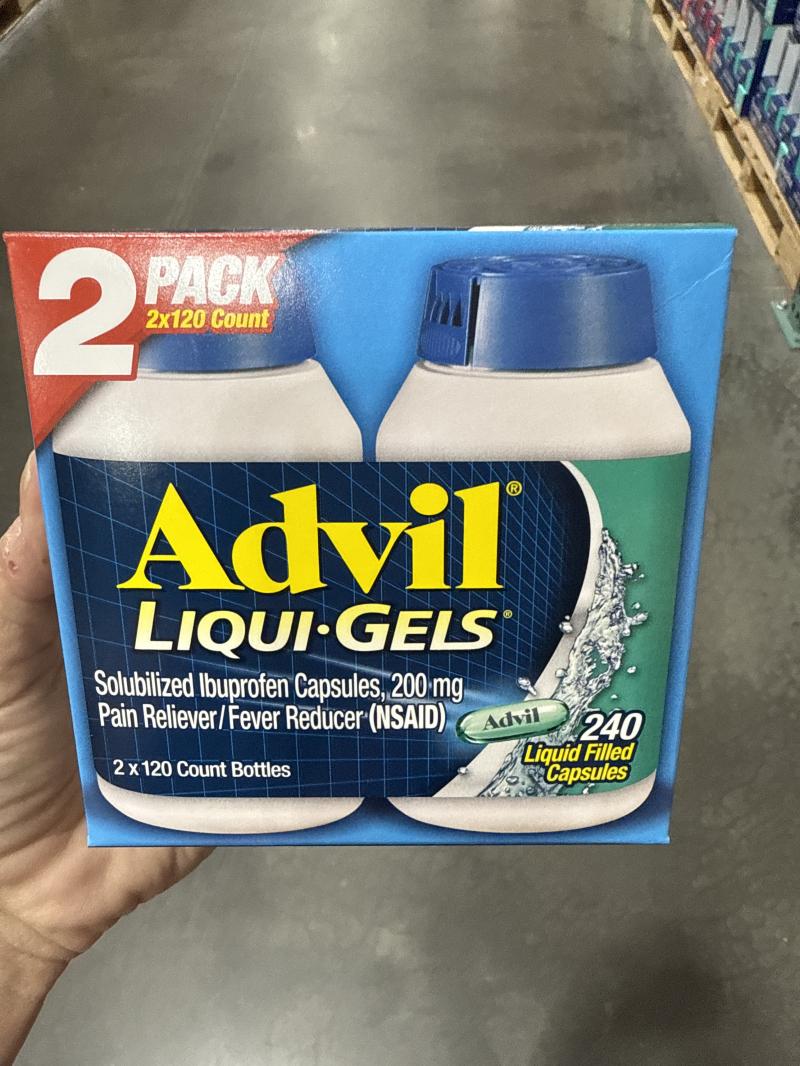 2 PACK
2x120 Count
Advil®
LIQUI·GELS®
Solubilized Ibuprofen Capsules, 200 mg
Pain Reliever/Fever Reducer (NSAID)
2 x 120 Count Bottles
Advil
240
Liquid Filled
Capsules